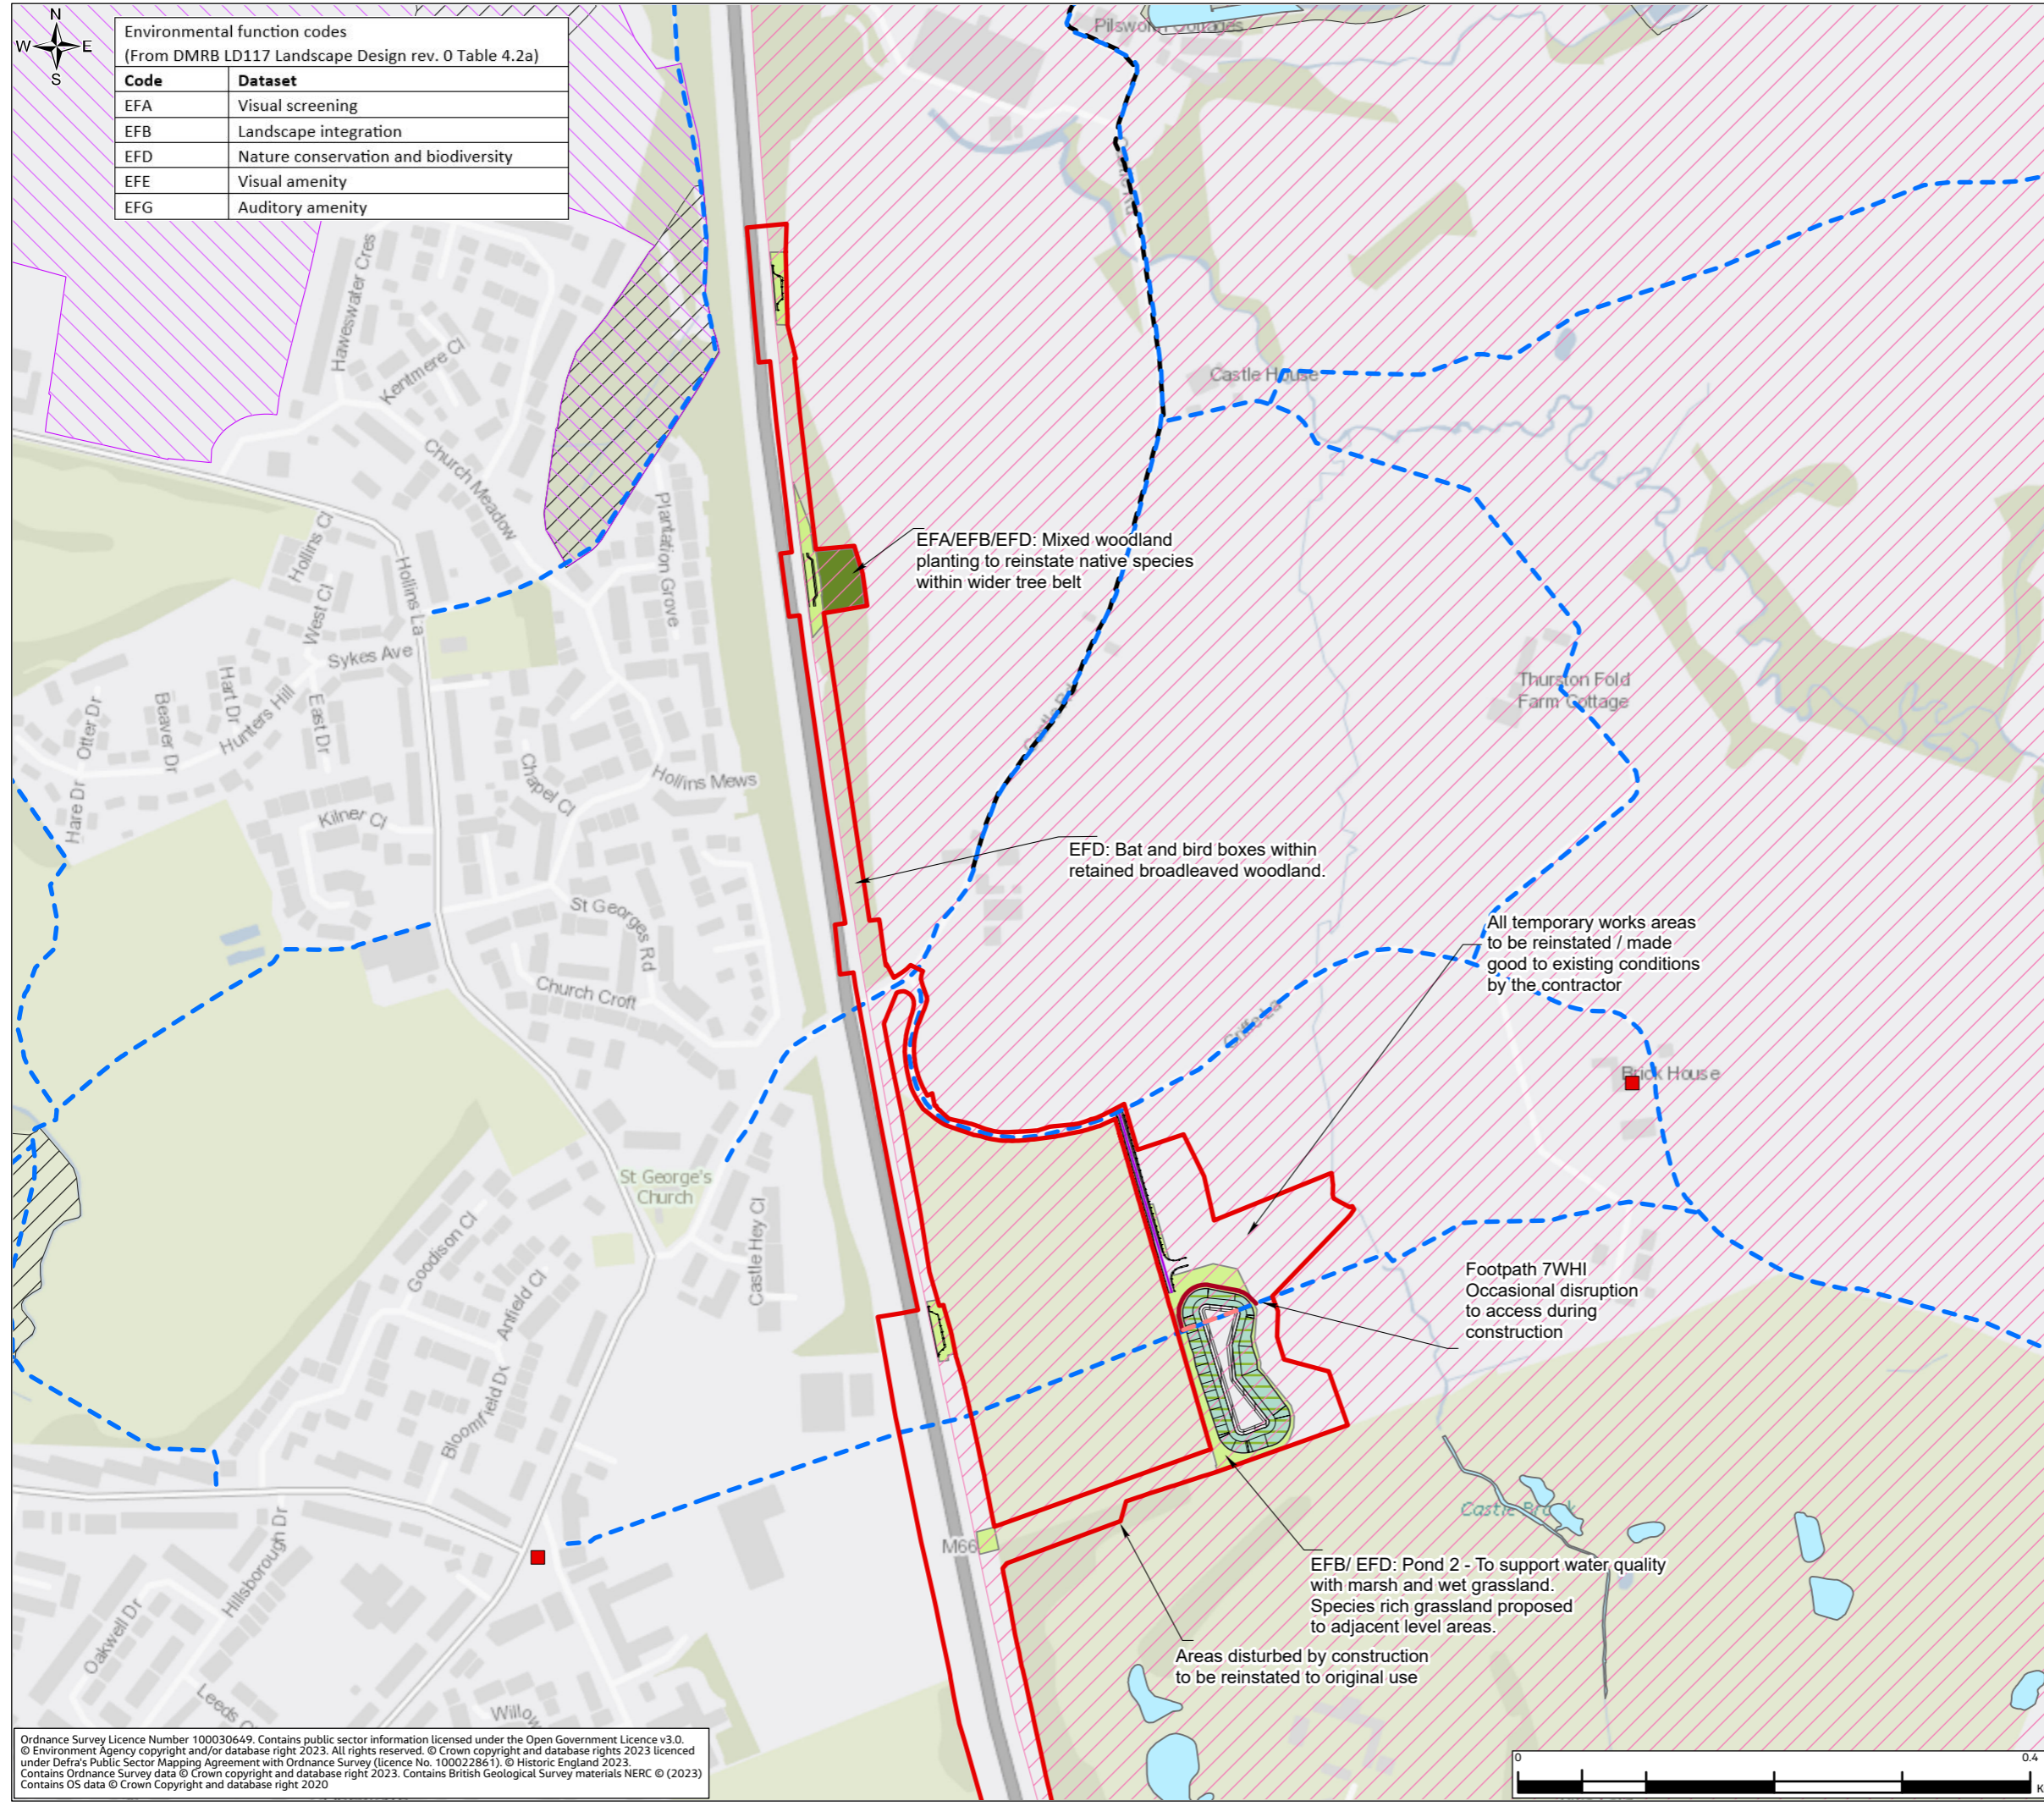 N
W E
S
Environmental function codes
(From DMRB LD117 Landscape Design rev. 0 Table 4.2a)
Code Dataset
EFA Visual screening
EFB Landscape integration
EFD Nature conservation and biodiversity
EFE Visual amenity
EFG Auditory amenity
Pilsworth Cottages
Haweswater Cres
Kentmere Cl
Church Meadow
Castle House
Plantation Grove
Hollins Cl
Hollins La
West Cl
Sykes Ave
EFA/EFB/EFD: Mixed woodland
planting to reinstate native species
within wider tree belt
Hart Dr
Hunters Hill
East Dr
Beaver Dr
Otter Dr
Hare Dr
Thurston Fold
Farm Cottage
Chapel Cl
Hollins Mews
Kilner Cl
EFD: Bat and bird boxes within
retained broadleaved woodland.
St Georges Rd
Church Croft
All temporary works areas
to be reinstated / made
good to existing conditions
by the contractor
Brick House
St George's
Church
Castle Hey Cl
Goodison Cl
Anfield Cl
Bloomfield Dr
Footpath 7WHI
Occasional disruption
to access during
construction
Castle Brook
M66
Hillsborough Dr
Oakwell Dr
Leeds
Willow
EFB/ EFD: Pond 2 - To support water quality
with marsh and wet grassland.
Species rich grassland proposed
to adjacent level areas.
Areas disturbed by construction
to be reinstated to original use
Ordnance Survey Licence Number 100030649. Contains public sector information licensed under the Open Government Licence v3.0.
© Environment Agency copyright and/or database right 2023. All rights reserved. © Crown copyright and database rights 2023 licenced
under Defra's Public Sector Mapping Agreement with Ordnance Survey (licence No. 100022861). © Historic England 2023.
Contains Ordnance Survey data © Crown copyright and database right 2023. Contains British Geological Survey materials NERC © (2023)
Contains OS data © Crown Copyright and database right 2020
0 0.4
K